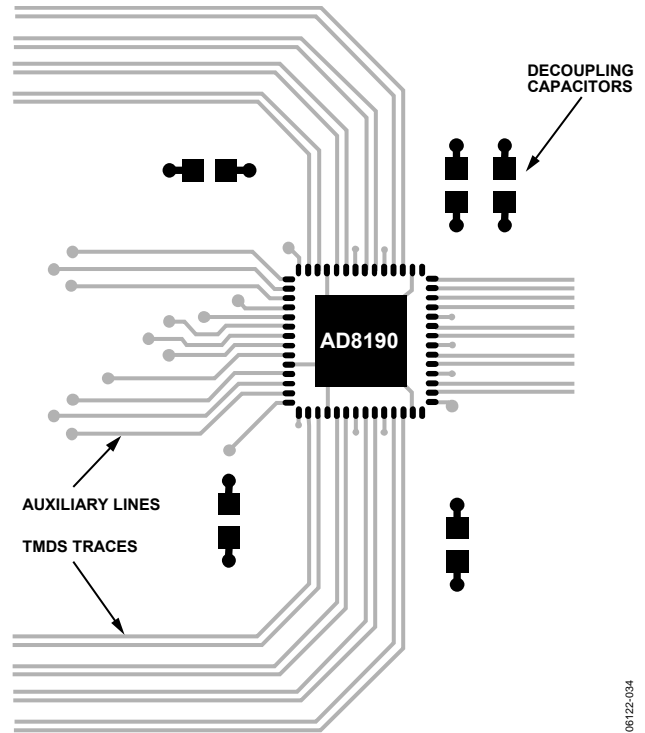 DECOUPLING
CAPACITORS
AD8190
AUXILIARY LINES
TMDS TRACES
06122-034